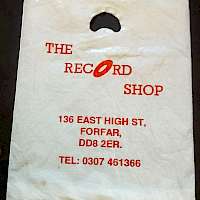 THE
RECORD
SHOP
136 EAST HIGH ST,
FORFAR,
DD8 2ER.
TEL: 0307 461366